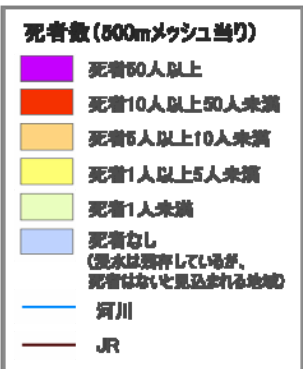 死者数(500mメッシュ当り)
死者50人以上
死者10人以上50人未満
死者5人以上10人未満
死者1人以上5人未満
死者1人未満
死者なし
(浸水は残存しているが、
死者はないと見込まれる地域)
河川
JR